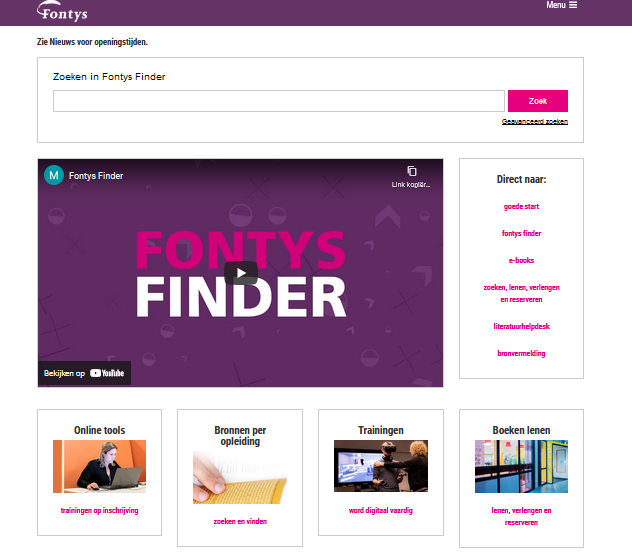 Fontys
Menu
Zie Nieuws voor openingstijden.
Zoeken in Fontys Finder
Zoek
Geavanceerd zoeken
M
Fontys Finder
Link kopiër...
FONTYS
FINDER
Bekijken op YouTube
Direct naar:
goede start
fontys finder
e-books
zoeken, lenen, verlengen
en reserveren
literatuurhelpdesk
bronvermelding
Online tools
trainingen op inschrijving
Bronnen per
opleiding
zoeken en vinden
Trainingen
word digitaal vaardig
Boeken lenen
lenen, verlengen en
reserveren